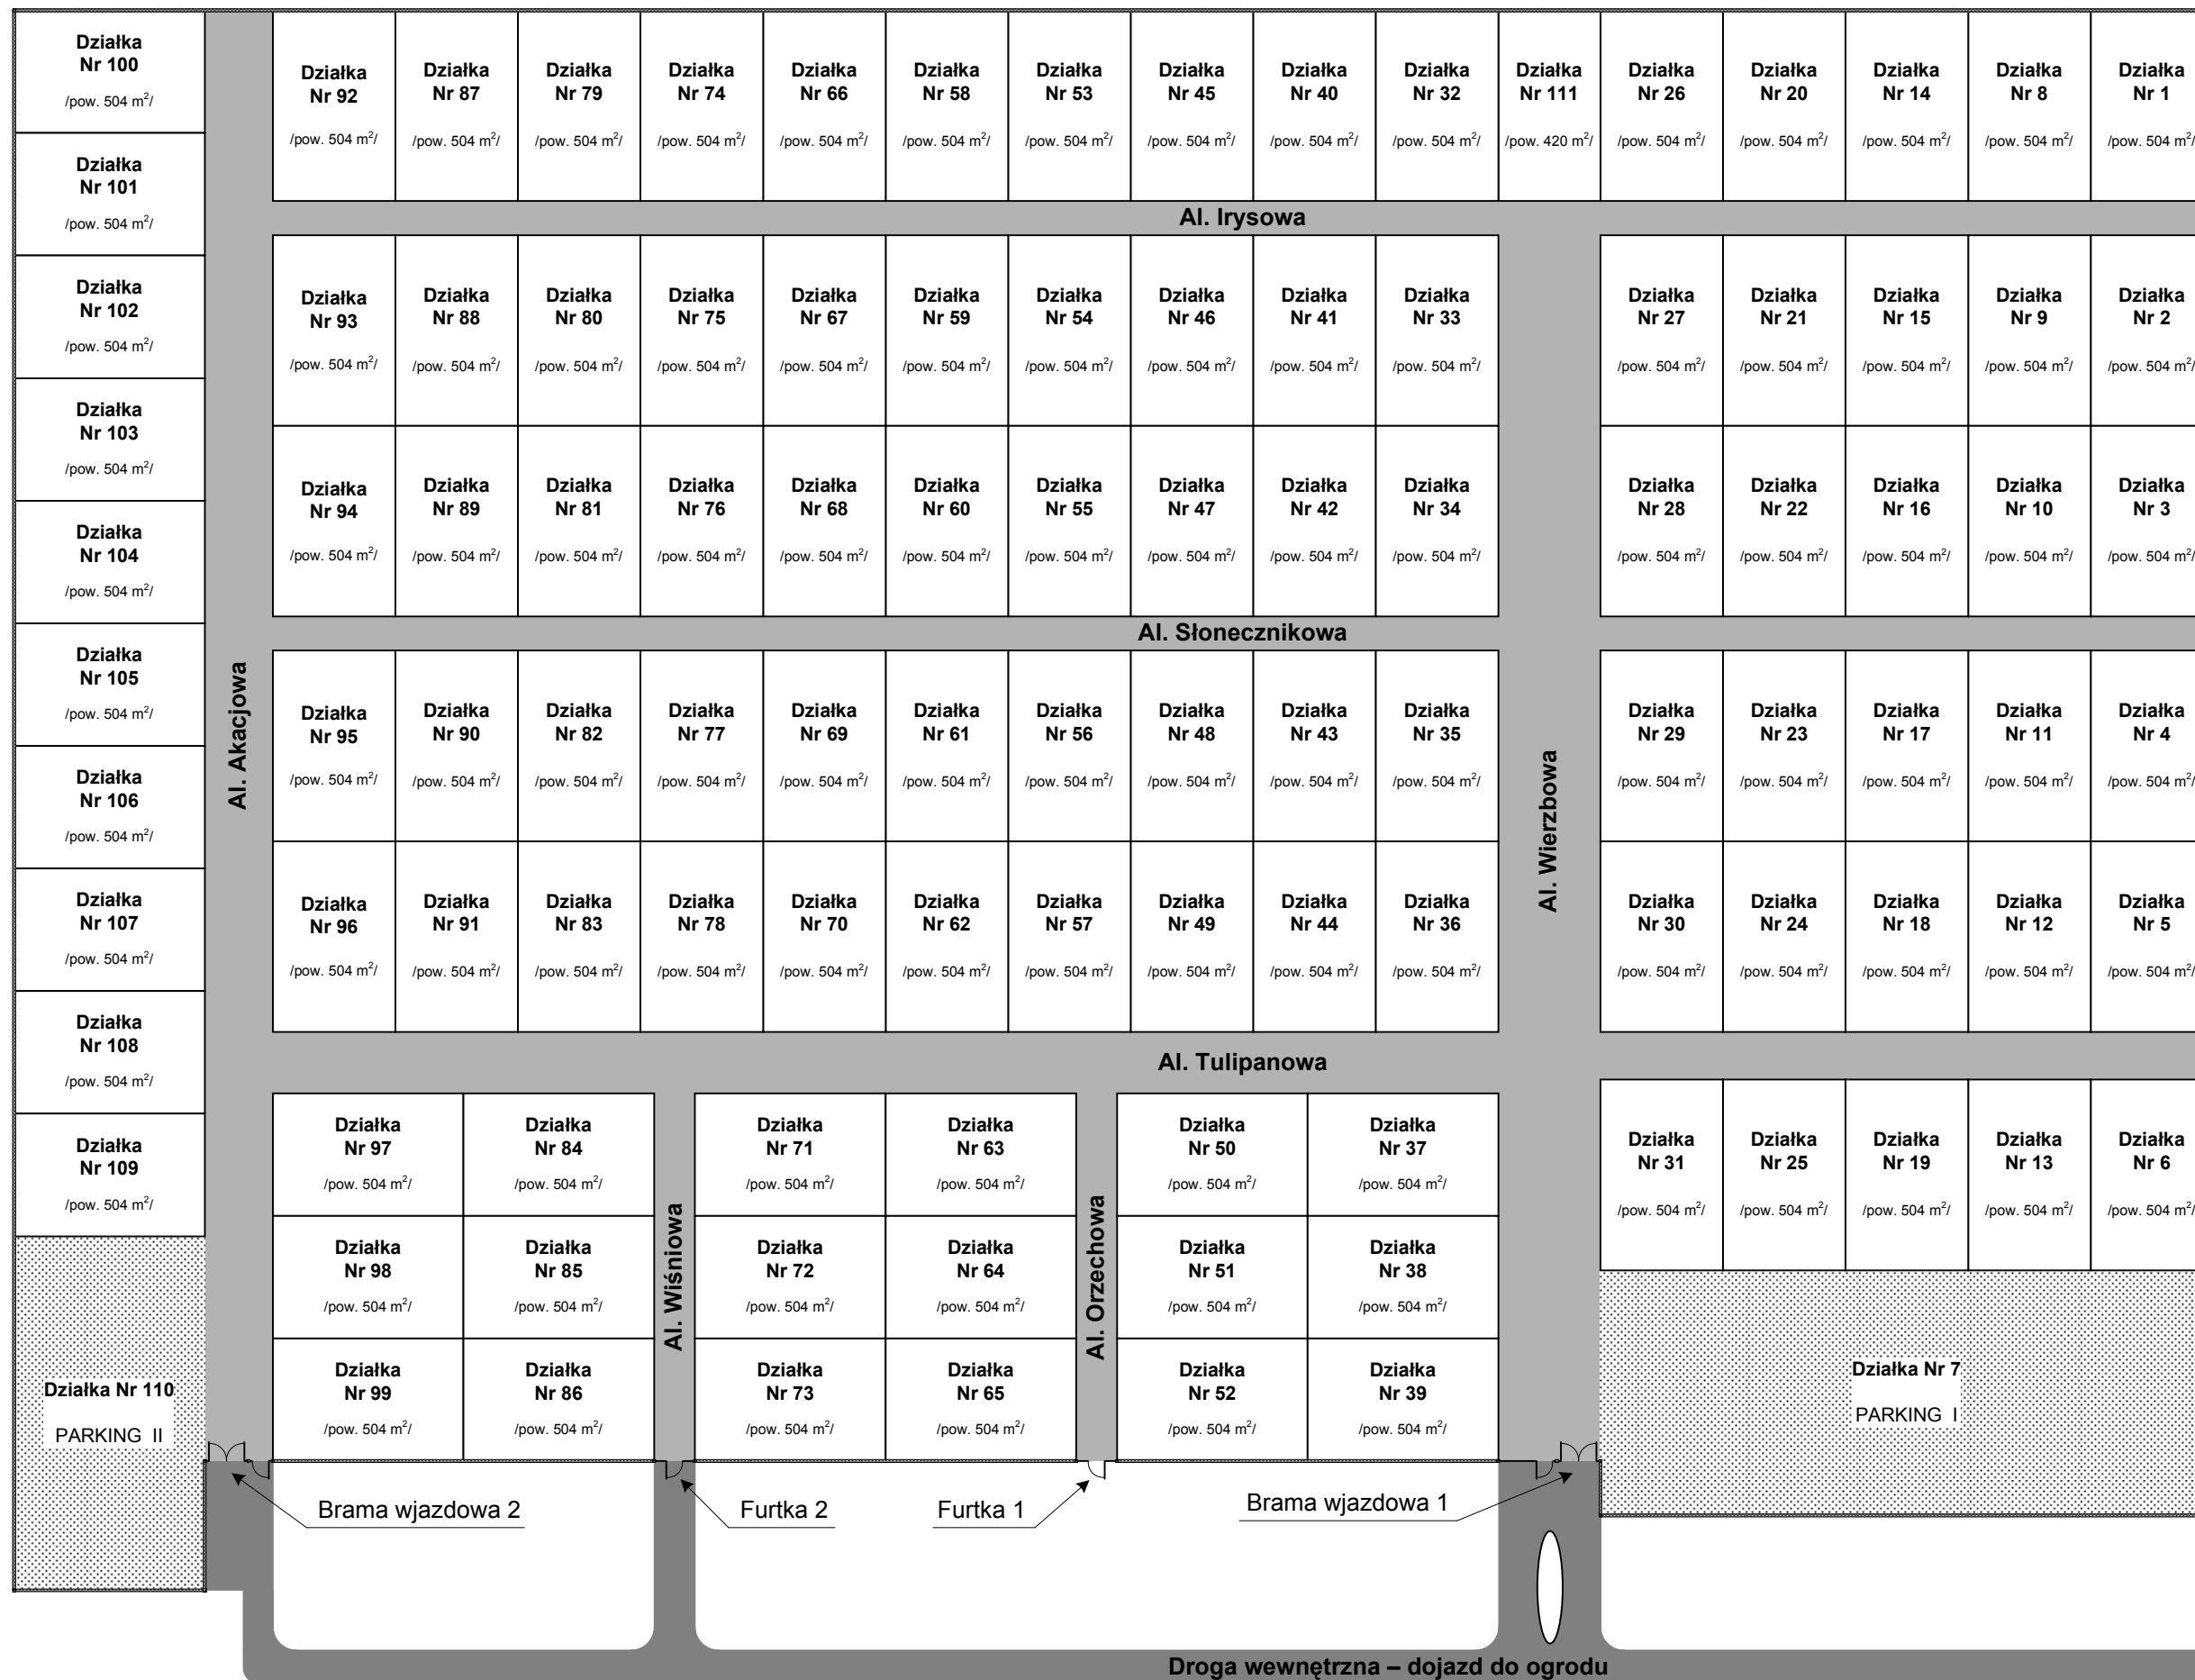 Działka
Nr 100
/pow. 504 m²/
Działka
Nr 101
/pow. 504 m²/
Działka
Nr 102
/pow. 504 m²/
Działka
Nr 103
/pow. 504 m²/
Działka
Nr 104
/pow. 504 m²/
Działka
Nr 105
/pow. 504 m²/
Działka
Nr 106
/pow. 504 m²/
Działka
Nr 107
/pow. 504 m²/
Działka
Nr 108
/pow. 504 m²/
Działka
Nr 109
/pow. 504 m²/
Działka Nr 110
PARKING II
Al. Akacjowa
Działka
Nr 92
/pow. 504 m²/
Działka
Nr 87
/pow. 504 m²/
Działka
Nr 79
/pow. 504 m²/
Działka
Nr 74
/pow. 504 m²/
Działka
Nr 66
/pow. 504 m²/
Działka
Nr 58
/pow. 504 m²/
Działka
Nr 53
/pow. 504 m²/
Działka
Nr 45
/pow. 504 m²/
Działka
Nr 40
/pow. 504 m²/
Działka
Nr 32
/pow. 504 m²/
Działka
Nr 111
/pow. 420 m²/
Działka
Nr 26
/pow. 504 m²/
Działka
Nr 20
/pow. 504 m²/
Działka
Nr 14
/pow. 504 m²/
Działka
Nr 8
/pow. 504 m²/
Działka
Nr 1
/pow. 504 m²/
Al. Irysowa
Działka
Nr 93
/pow. 504 m²/
Działka
Nr 88
/pow. 504 m²/
Działka
Nr 80
/pow. 504 m²/
Działka
Nr 75
/pow. 504 m²/
Działka
Nr 67
/pow. 504 m²/
Działka
Nr 59
/pow. 504 m²/
Działka
Nr 54
/pow. 504 m²/
Działka
Nr 46
/pow. 504 m²/
Działka
Nr 41
/pow. 504 m²/
Działka
Nr 33
/pow. 504 m²/
Działka
Nr 27
/pow. 504 m²/
Działka
Nr 21
/pow. 504 m²/
Działka
Nr 15
/pow. 504 m²/
Działka
Nr 9
/pow. 504 m²/
Działka
Nr 2
/pow. 504 m²/
Działka
Nr 94
/pow. 504 m²/
Działka
Nr 89
/pow. 504 m²/
Działka
Nr 81
/pow. 504 m²/
Działka
Nr 76
/pow. 504 m²/
Działka
Nr 68
/pow. 504 m²/
Działka
Nr 60
/pow. 504 m²/
Działka
Nr 55
/pow. 504 m²/
Działka
Nr 47
/pow. 504 m²/
Działka
Nr 42
/pow. 504 m²/
Działka
Nr 34
/pow. 504 m²/
Działka
Nr 28
/pow. 504 m²/
Działka
Nr 22
/pow. 504 m²/
Działka
Nr 16
/pow. 504 m²/
Działka
Nr 10
/pow. 504 m²/
Działka
Nr 3
/pow. 504 m²/
Al. Słonecznikowa
Działka
Nr 95
/pow. 504 m²/
Działka
Nr 90
/pow. 504 m²/
Działka
Nr 82
/pow. 504 m²/
Działka
Nr 77
/pow. 504 m²/
Działka
Nr 69
/pow. 504 m²/
Działka
Nr 61
/pow. 504 m²/
Działka
Nr 56
/pow. 504 m²/
Działka
Nr 48
/pow. 504 m²/
Działka
Nr 43
/pow. 504 m²/
Działka
Nr 35
/pow. 504 m²/
Al. Wierzbowa
Działka
Nr 29
/pow. 504 m²/
Działka
Nr 23
/pow. 504 m²/
Działka
Nr 17
/pow. 504 m²/
Działka
Nr 11
/pow. 504 m²/
Działka
Nr 4
/pow. 504 m²/
Działka
Nr 96
/pow. 504 m²/
Działka
Nr 91
/pow. 504 m²/
Działka
Nr 83
/pow. 504 m²/
Działka
Nr 78
/pow. 504 m²/
Działka
Nr 70
/pow. 504 m²/
Działka
Nr 62
/pow. 504 m²/
Działka
Nr 57
/pow. 504 m²/
Działka
Nr 49
/pow. 504 m²/
Działka
Nr 44
/pow. 504 m²/
Działka
Nr 36
/pow. 504 m²/
Działka
Nr 30
/pow. 504 m²/
Działka
Nr 24
/pow. 504 m²/
Działka
Nr 18
/pow. 504 m²/
Działka
Nr 12
/pow. 504 m²/
Działka
Nr 5
/pow. 504 m²/
Al. Tulipanowa
Działka
Nr 97
/pow. 504 m²/
Działka
Nr 84
/pow. 504 m²/
Działka
Nr 71
/pow. 504 m²/
Działka
Nr 63
/pow. 504 m²/
Działka
Nr 50
/pow. 504 m²/
Działka
Nr 37
/pow. 504 m²/
Działka
Nr 31
/pow. 504 m²/
Działka
Nr 25
/pow. 504 m²/
Działka
Nr 19
/pow. 504 m²/
Działka
Nr 13
/pow. 504 m²/
Działka
Nr 6
/pow. 504 m²/
Działka
Nr 98
/pow. 504 m²/
Działka
Nr 85
/pow. 504 m²/
Al. Wiśniowa
Działka
Nr 72
/pow. 504 m²/
Działka
Nr 64
/pow. 504 m²/
Al. Orzechowa
Działka
Nr 51
/pow. 504 m²/
Działka
Nr 38
/pow. 504 m²/
Działka
Nr 99
/pow. 504 m²/
Działka
Nr 86
/pow. 504 m²/
Działka
Nr 73
/pow. 504 m²/
Działka
Nr 65
/pow. 504 m²/
Działka
Nr 52
/pow. 504 m²/
Działka
Nr 39
/pow. 504 m²/
Działka Nr 7
PARKING I
Brama wjazdowa 2
Furtka 2
Furtka 1
Brama wjazdowa 1
Droga wewnętrzna – dojazd do ogrodu